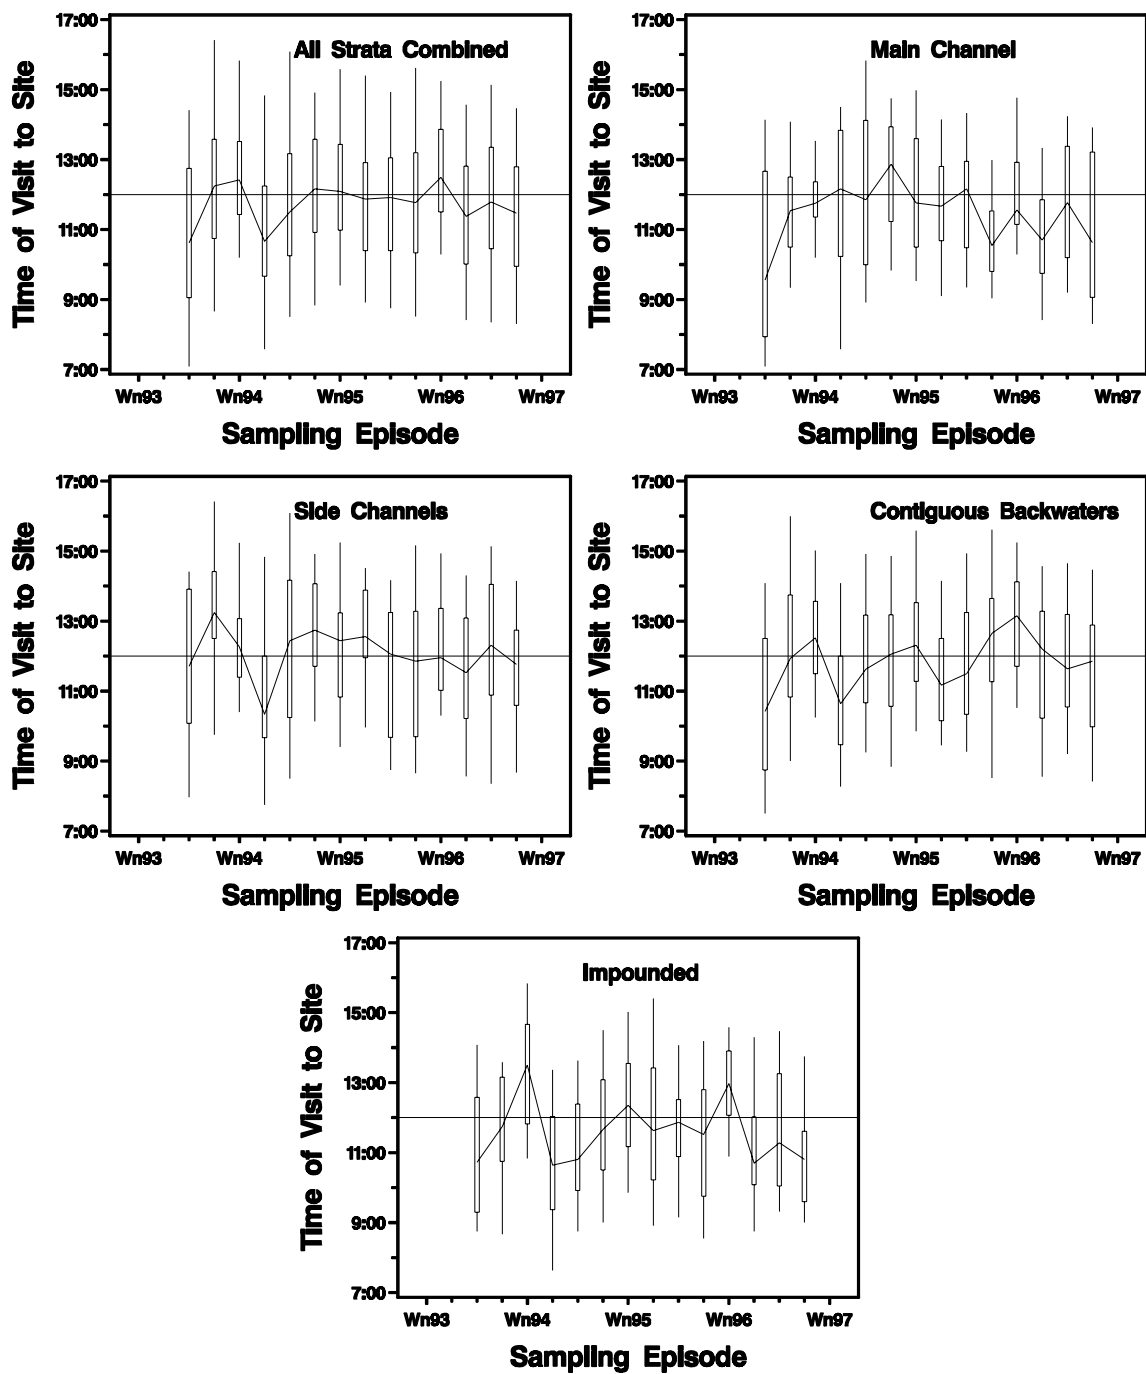 17:00
All Strata Combined
15:00
13:00
11:00
9:00
7:00
Time of Visit to Site
Wn93 Wn94 Wn95 Wn96 Wn97
Sampling Episode
17:00
Main Channel
15:00
13:00
11:00
9:00
7:00
Time of Visit to Site
Wn93 Wn94 Wn95 Wn96 Wn97
Sampling Episode
17:00
Side Channels
15:00
13:00
11:00
9:00
7:00
Time of Visit to Site
Wn93 Wn94 Wn95 Wn96 Wn97
Sampling Episode
17:00
Contiguous Backwaters
15:00
13:00
11:00
9:00
7:00
Time of Visit to Site
Wn93 Wn94 Wn95 Wn96 Wn97
Sampling Episode
17:00
Impounded
15:00
13:00
11:00
9:00
7:00
Time of Visit to Site
Wn93 Wn94 Wn95 Wn96 Wn97
Sampling Episode